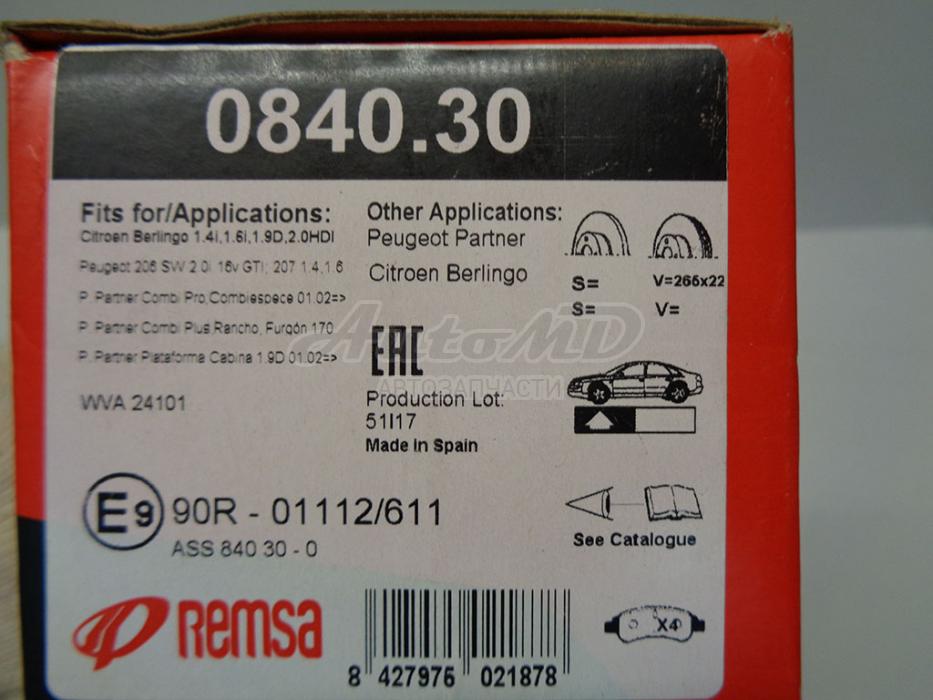 0840.30
Fits for/Applications:
Citroen Berlingo 1.4i,1.6i,1.9D,2.0HDI
Peugeot 206 SW 2.0i 16v GTI; 207 1.4,1.6
P. Partner Combi Pro,Combiespece 01.02=>
P. Partner Combi Plus Rancho, Furgón 170
P. Partner Plataforma Cabina 1.9D 01.02=>
WVA 24101
Other Applications:
Peugeot Partner
Citroen Berlingo
EAC
Production Lot:
51I17
Made in Spain
S= V=266x22
S= V=
AutoMD
АВТОЗАПЧАСТИ
E9 90R - 01112/611
ASS 840 30 - 0
See Catalogue
Remsa
8 427976 021878
X4